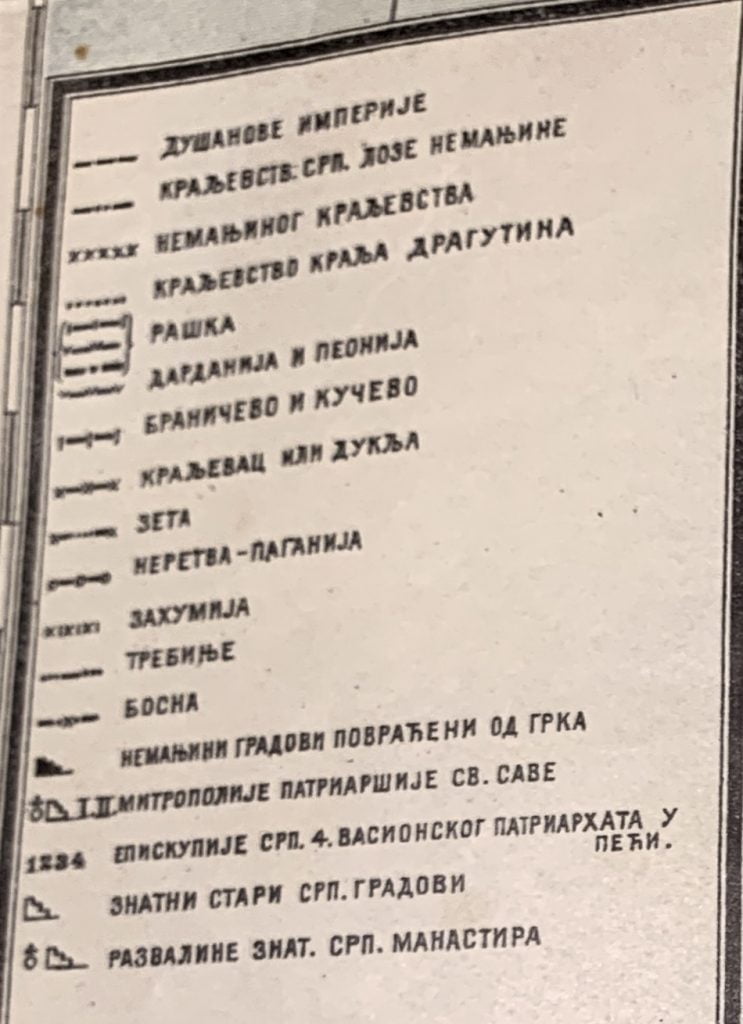 ДУШАНОВЕ ИМПЕРИЈЕ
КРАЉЕВСТВ. СРП. ЛОЗЕ НЕМАЊИНЕ
НЕМАЊИНОГ КРАЉЕВСТВА
КРАЉЕВСТВО КРАЉА ДРАГУТИНА
РАШКА
ДАРДАНИЈА И ПЕОНИЈА
БРАНИЧЕВО И КУЧЕВО
КРАЉЕВАЦ ИЛИ ДУКЉА
ЗЕТА
НЕРЕТВА-ПАГАНИЈА
ЗАХУМИЈА
ТРЕБИЊЕ
БОСНА
НЕМАЊИНИ ГРАДОВИ ПОВРАЋЕНИ ОД ГРКА
I.II. МИТРОПОЛИЈЕ ПАТРИАРШИЈЕ СВ. САВЕ
1234 ЕПИСКУПИЈЕ СРП. 4. ВАСИОНСКОГ ПАТРИАРХАТА У
ПЕЋИ.
ЗНАТНИ СТАРИ СРП. ГРАДОВИ
РАЗВАЛИНЕ ЗНАТ. СРП. МАНАСТИРА